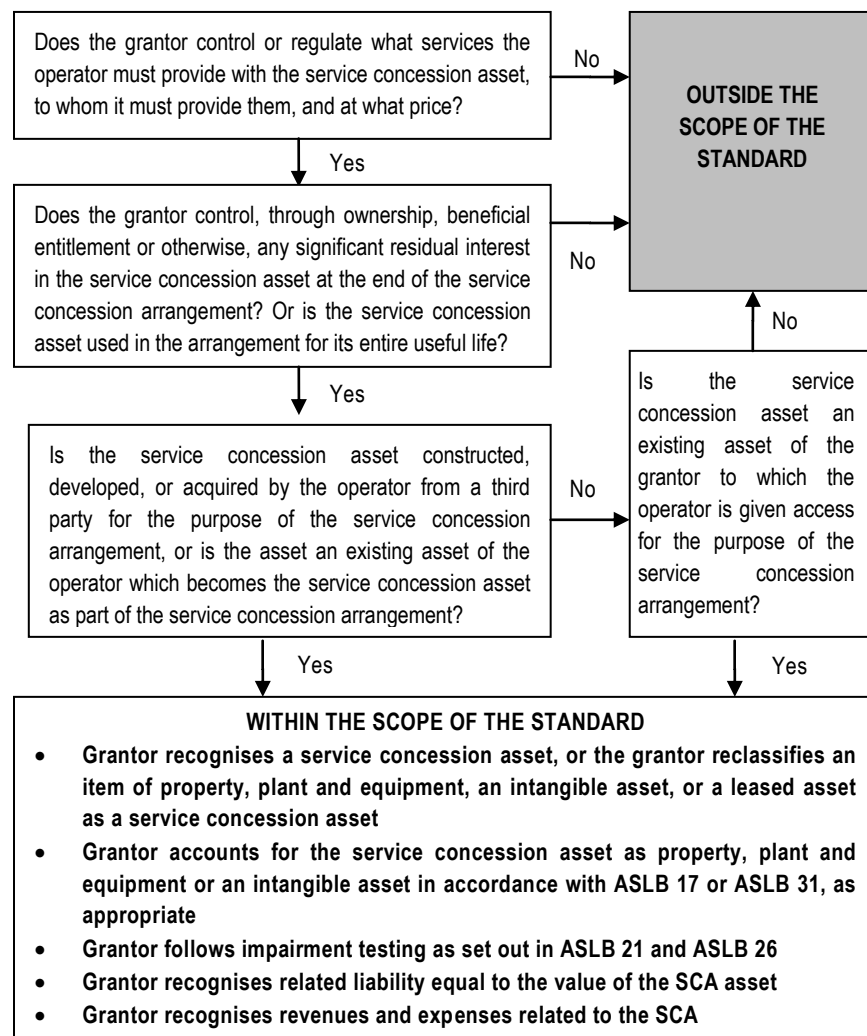 Does the grantor control or regulate what services the
operator must provide with the service concession asset,
to whom it must provide them, and at what price?
No
OUTSIDE THE
SCOPE OF THE
STANDARD
Yes
Does the grantor control, through ownership, beneficial
entitlement or otherwise, any significant residual interest
in the service concession asset at the end of the service
concession arrangement? Or is the service concession
asset used in the arrangement for its entire useful life?
No
No
Yes
Is the service concession asset constructed,
developed, or acquired by the operator from a third
party for the purpose of the service concession
arrangement, or is the asset an existing asset of the
operator which becomes the service concession asset
as part of the service concession arrangement?
No
Is the service
concession asset an
existing asset of the
grantor to which the
operator is given access
for the purpose of the
service concession
arrangement?
Yes
Yes
WITHIN THE SCOPE OF THE STANDARD
• Grantor recognises a service concession asset, or the grantor reclassifies an
item of property, plant and equipment, an intangible asset, or a leased asset
as a service concession asset
• Grantor accounts for the service concession asset as property, plant and
equipment or an intangible asset in accordance with ASLB 17 or ASLB 31, as
appropriate
• Grantor follows impairment testing as set out in ASLB 21 and ASLB 26
• Grantor recognises related liability equal to the value of the SCA asset
• Grantor recognises revenues and expenses related to the SCA